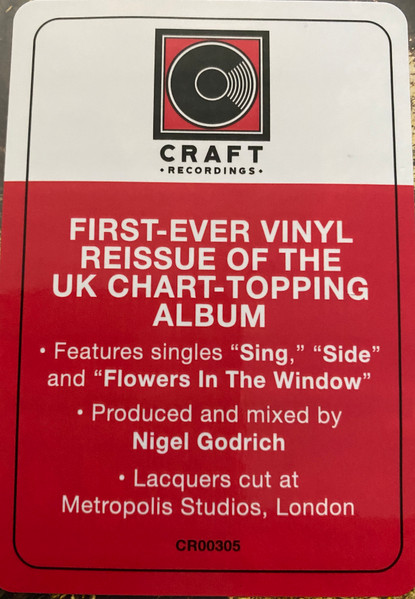 CRAFT
• RECORDINGS •
FIRST-EVER VINYL
REISSUE OF THE
UK CHART-TOPPING
ALBUM
• Features singles “Sing,” “Side”
and “Flowers In The Window”
• Produced and mixed by
Nigel Godrich
• Lacquers cut at
Metropolis Studios, London
CR00305